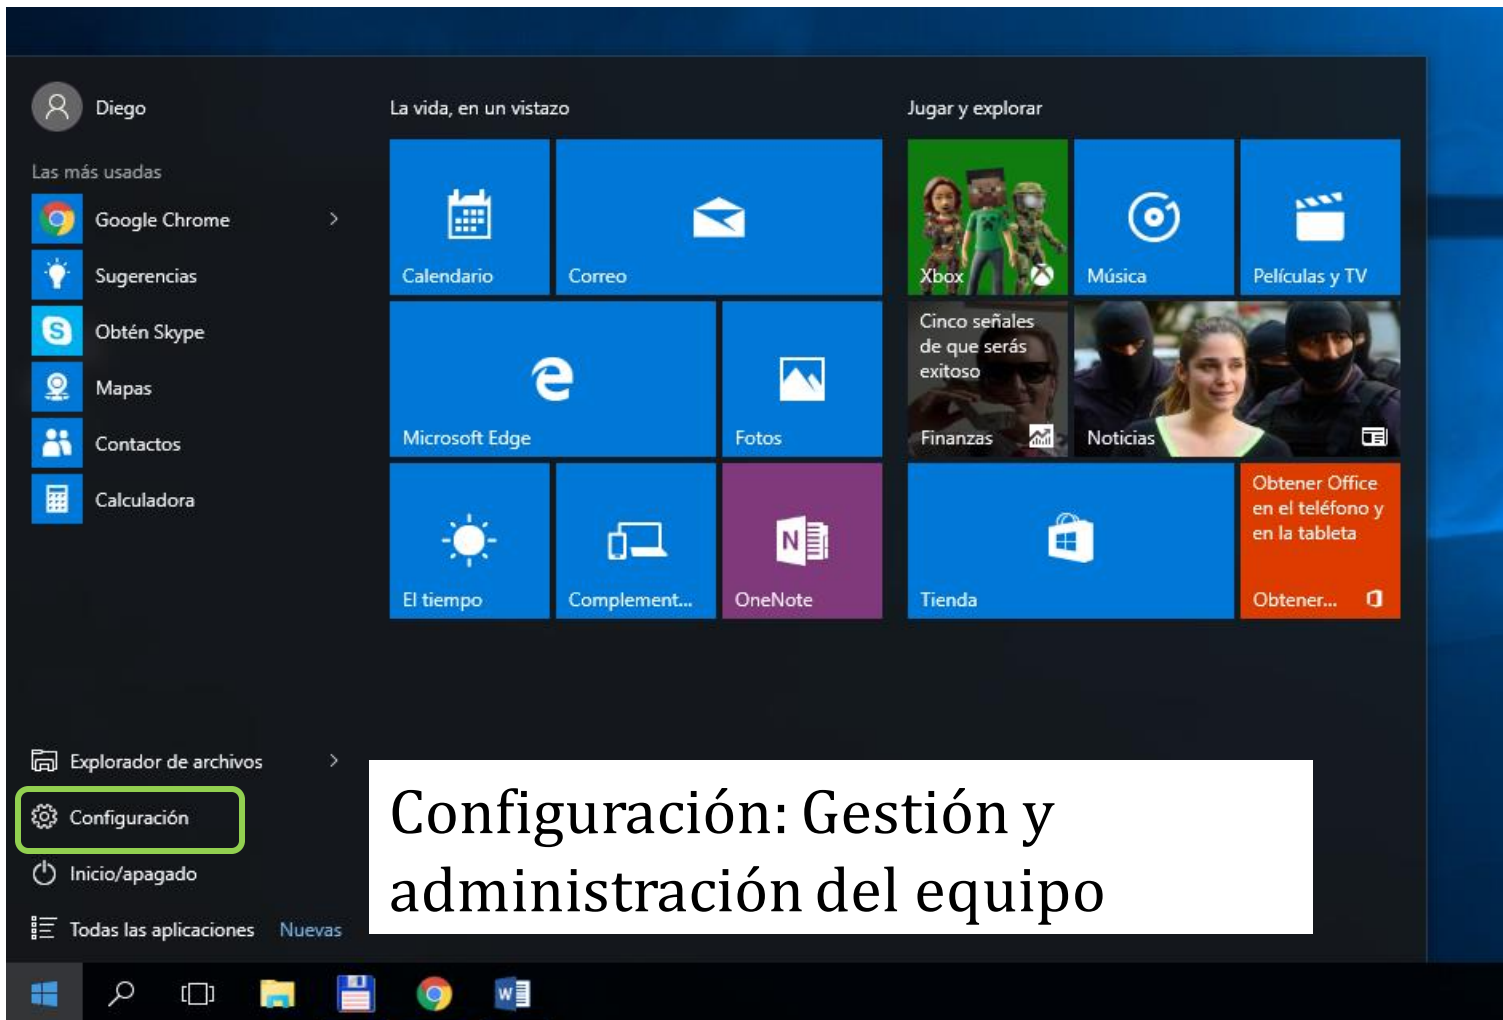 Diego
Las más usadas
Google Chrome
Sugerencias
Obtén Skype
Mapas
Contactos
Calculadora
Explorador de archivos
Configuración
Inicio/apagado
Todas las aplicaciones Nuevas
La vida, en un vistazo
Calendario
Correo
Microsoft Edge
Fotos
El tiempo
Complement...
OneNote
Jugar y explorar
Xbox
Música
Películas y TV
Cinco señales
de que serás
exitoso
Finanzas
Noticias
Tienda
Obtener Office
en el teléfono y
en la tableta
Obtener...
Configuración: Gestión y
administración del equipo